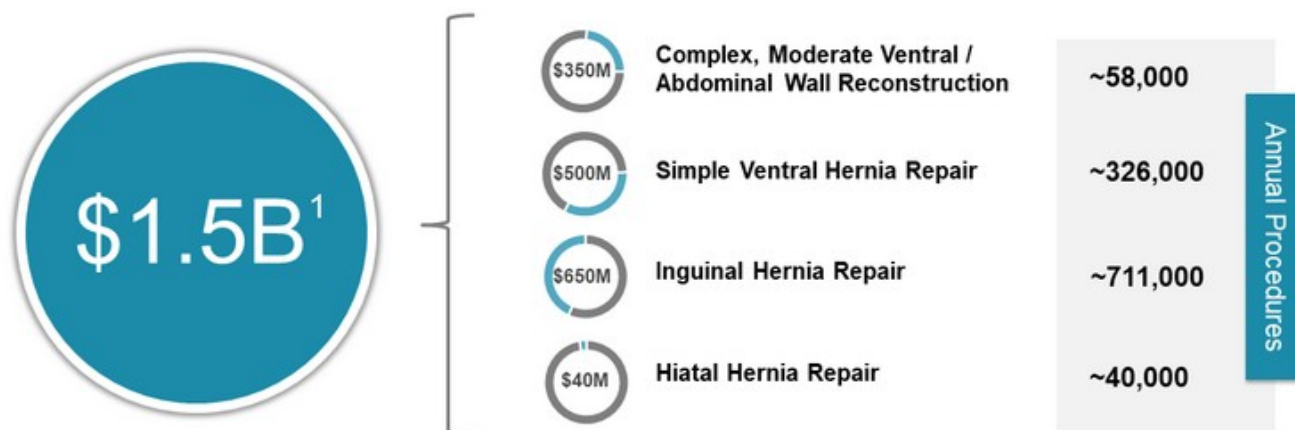 $1.5B¹
$350M
Complex, Moderate Ventral /
Abdominal Wall Reconstruction
~58,000
$500M
Simple Ventral Hernia Repair
~326,000
$650M
Inguinal Hernia Repair
~711,000
$40M
Hiatal Hernia Repair
~40,000
Annual Procedures